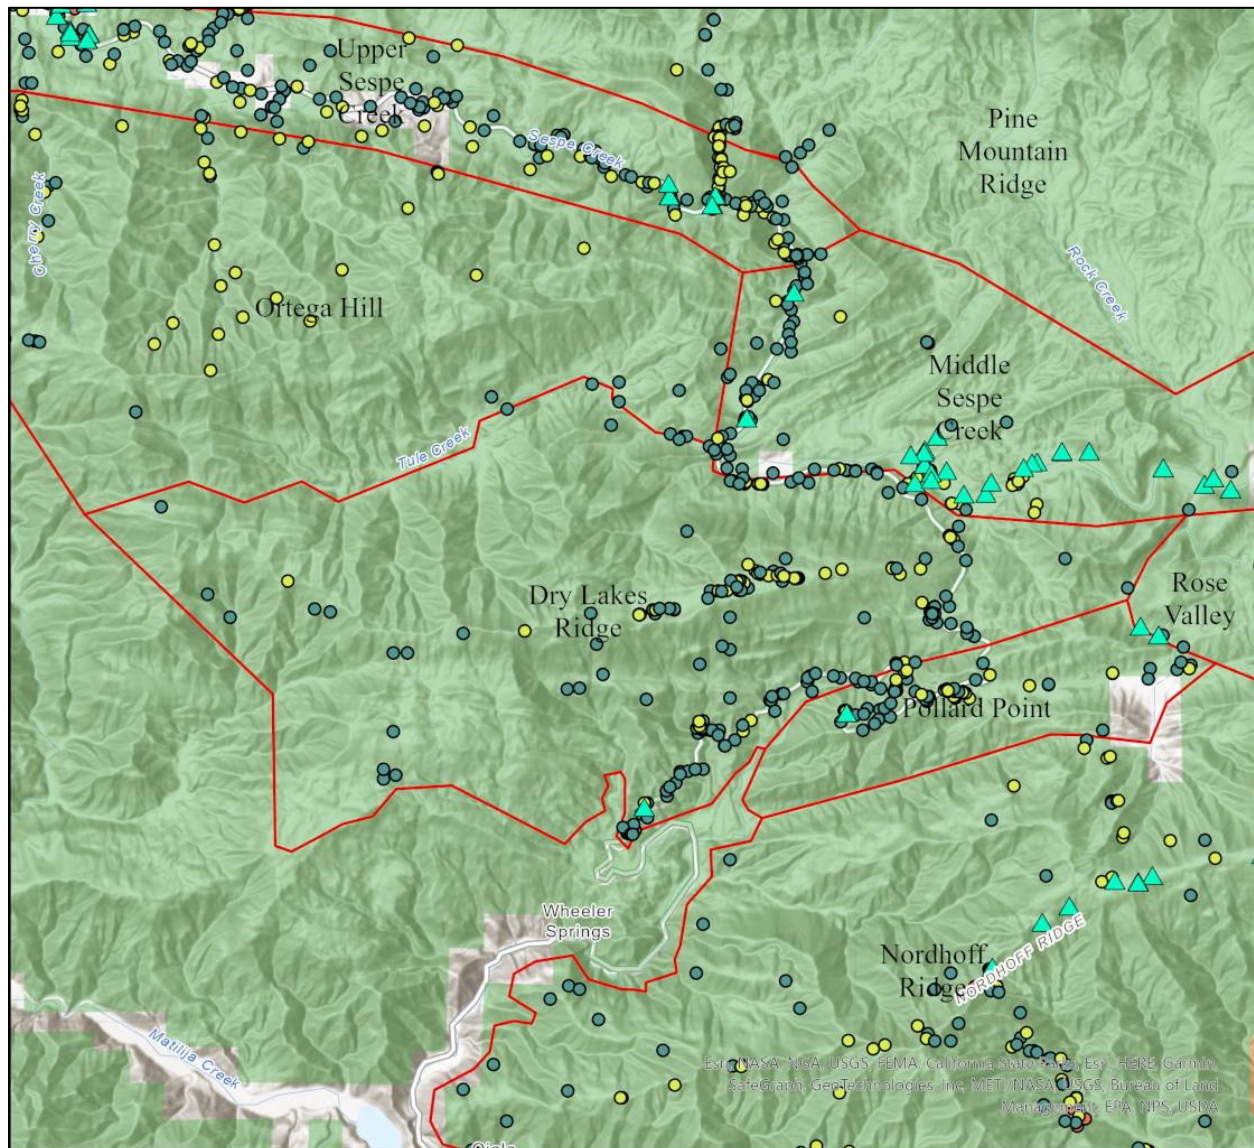 Upper
Sespe
Creek
Sespe Creek
Pine
Mountain
Ridge
Cherry Creek
Rock Creek
Ortega Hill
Middle
Sespe
Creek
Tule Creek
Dry Lakes
Ridge
Rose
Valley
Pollard Point
Wheeler
Springs
Nordhoff
Ridge
NORDHOFF RIDGE
Matilija Creek
Esri, NASA, NGA, USGS, FEMA, California State Parks, Esri, HERE, Garmin,
SafeGraph, GeoTechnologies, Inc, METI/NASA, USGS, Bureau of Land
Management, EPA, NPS, USDA